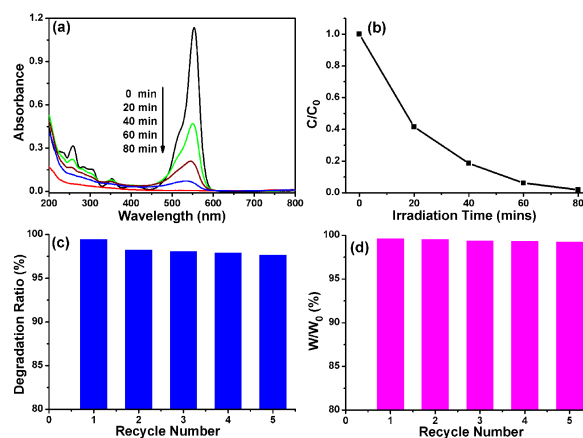 (a)
1.2
0.9
0.6
0.3
0.0
Absorbance
0 min
20 min
40 min
60 min
80 min
200 300 400 500 600 700 800
Wavelength (nm)
(b)
1.0
0.8
0.6
0.4
0.2
0.0
C/C0
0 20 40 60 80
Irradiation Time (mins)
(c)
100
95
90
85
80
Degradation Ratio (%)
0 1 2 3 4 5
Recycle Number
(d)
100
95
90
85
80
W/W0 (%)
0 1 2 3 4 5
Recycle Number